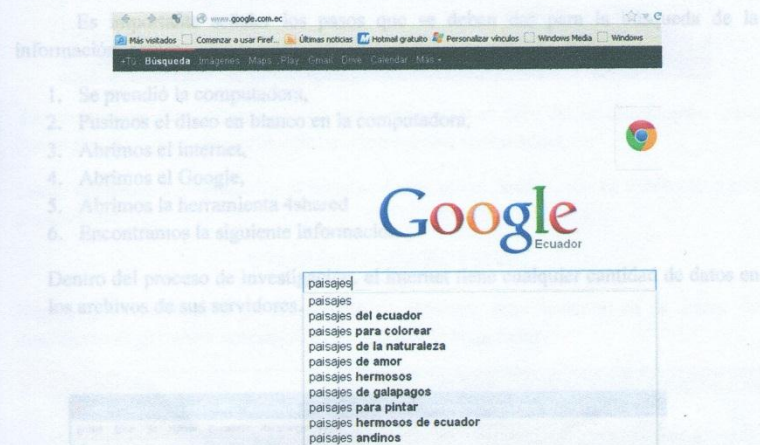 Es importante los pasos que se deben dar para la búsqueda de la
información
www.google.com.ec
Más visitados Comenzar a usar Firef... Últimas noticias Hotmail gratuito Personalizar vínculos Windows Media Windows
+Tú Búsqueda Imágenes Maps Play Gmail Drive Calendar Más
1. Se prendió la computadora,
2. Pusimos el disco en blanco en la computadora,
3. Abrimos el internet,
4. Abrimos el Google,
5. Abrimos la herramienta 4shared
6. Encontramos la siguiente información
Google
Ecuador
Dentro del proceso de investigación, el internet tiene cualquier cantidad de datos en
los archivos de sus servidores.
paisajes
paisajes
paisajes del ecuador
paisajes para colorear
paisajes de la naturaleza
paisajes de amor
paisajes hermosos
paisajes de galapagos
paisajes para pintar
paisajes hermosos de ecuador
paisajes andinos